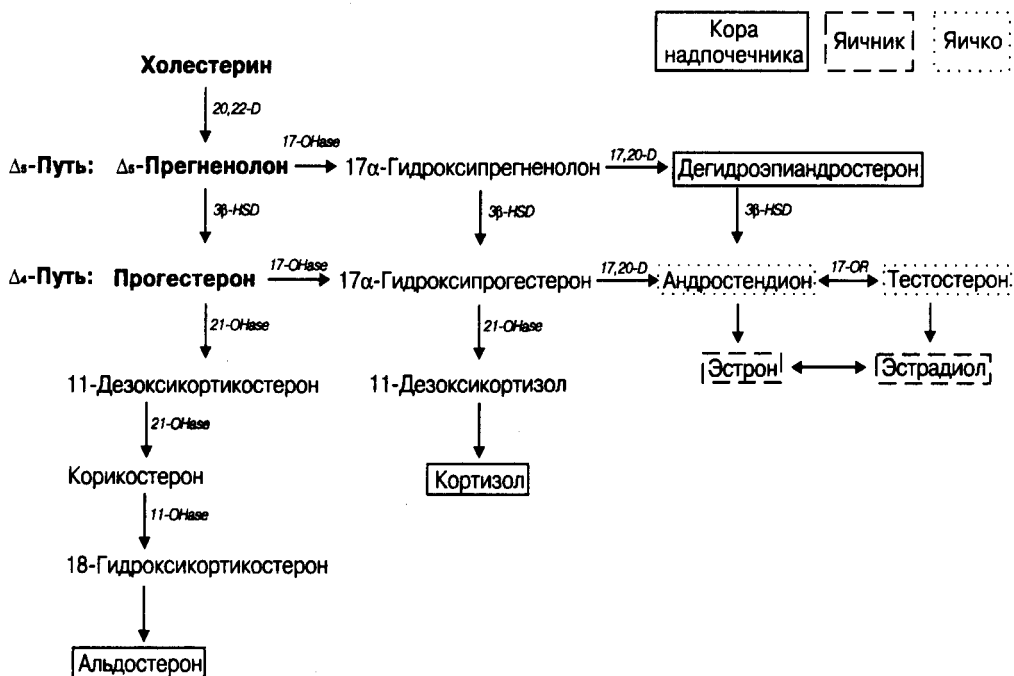 Кора
надпочечника
Яичник
Яичко
Холестерин
20,22-D
Δ₅-Путь: Δ₅-Прегненолон 17-OHase 17α-Гидроксипрегненолон 17,20-D Дегидроэпиандростерон
3β-HSD 3β-HSD 3β-HSD
Δ₄-Путь: Прогестерон 17-OHase 17α-Гидроксипрогестерон 17,20-D Андростендион 17-OR Тестостерон
21-OHase 21-OHase
Эстрон Эстрадиол
11-Дезоксикортикостерон 11-Дезоксикортизол
21-OHase
Корикостерон Кортизол
11-OHase
18-Гидроксикортикостерон
Альдостерон